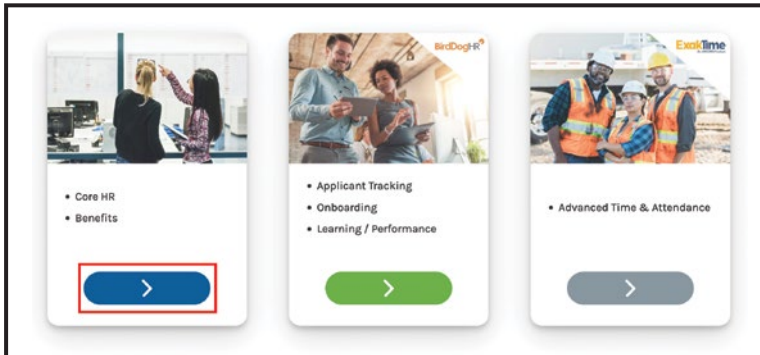 BirdDogHR
ExakTime
• Core HR
• Benefits
• Applicant Tracking
• Onboarding
• Learning / Performance
• Advanced Time & Attendance